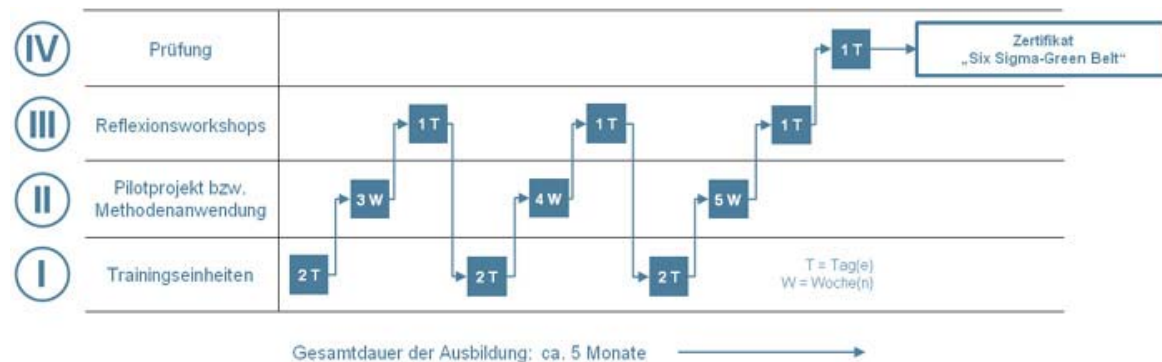 IV
Prüfung
1 T
Zertifikat
„Six Sigma-Green Belt“
III
Reflexionsworkshops
1 T
1 T
1 T
II
Pilotprojekt bzw.
Methodenanwendung
3 W
4 W
5 W
I
Trainingseinheiten
2 T
2 T
2 T
T = Tag(e)
W = Woche(n)
Gesamtdauer der Ausbildung: ca. 5 Monate